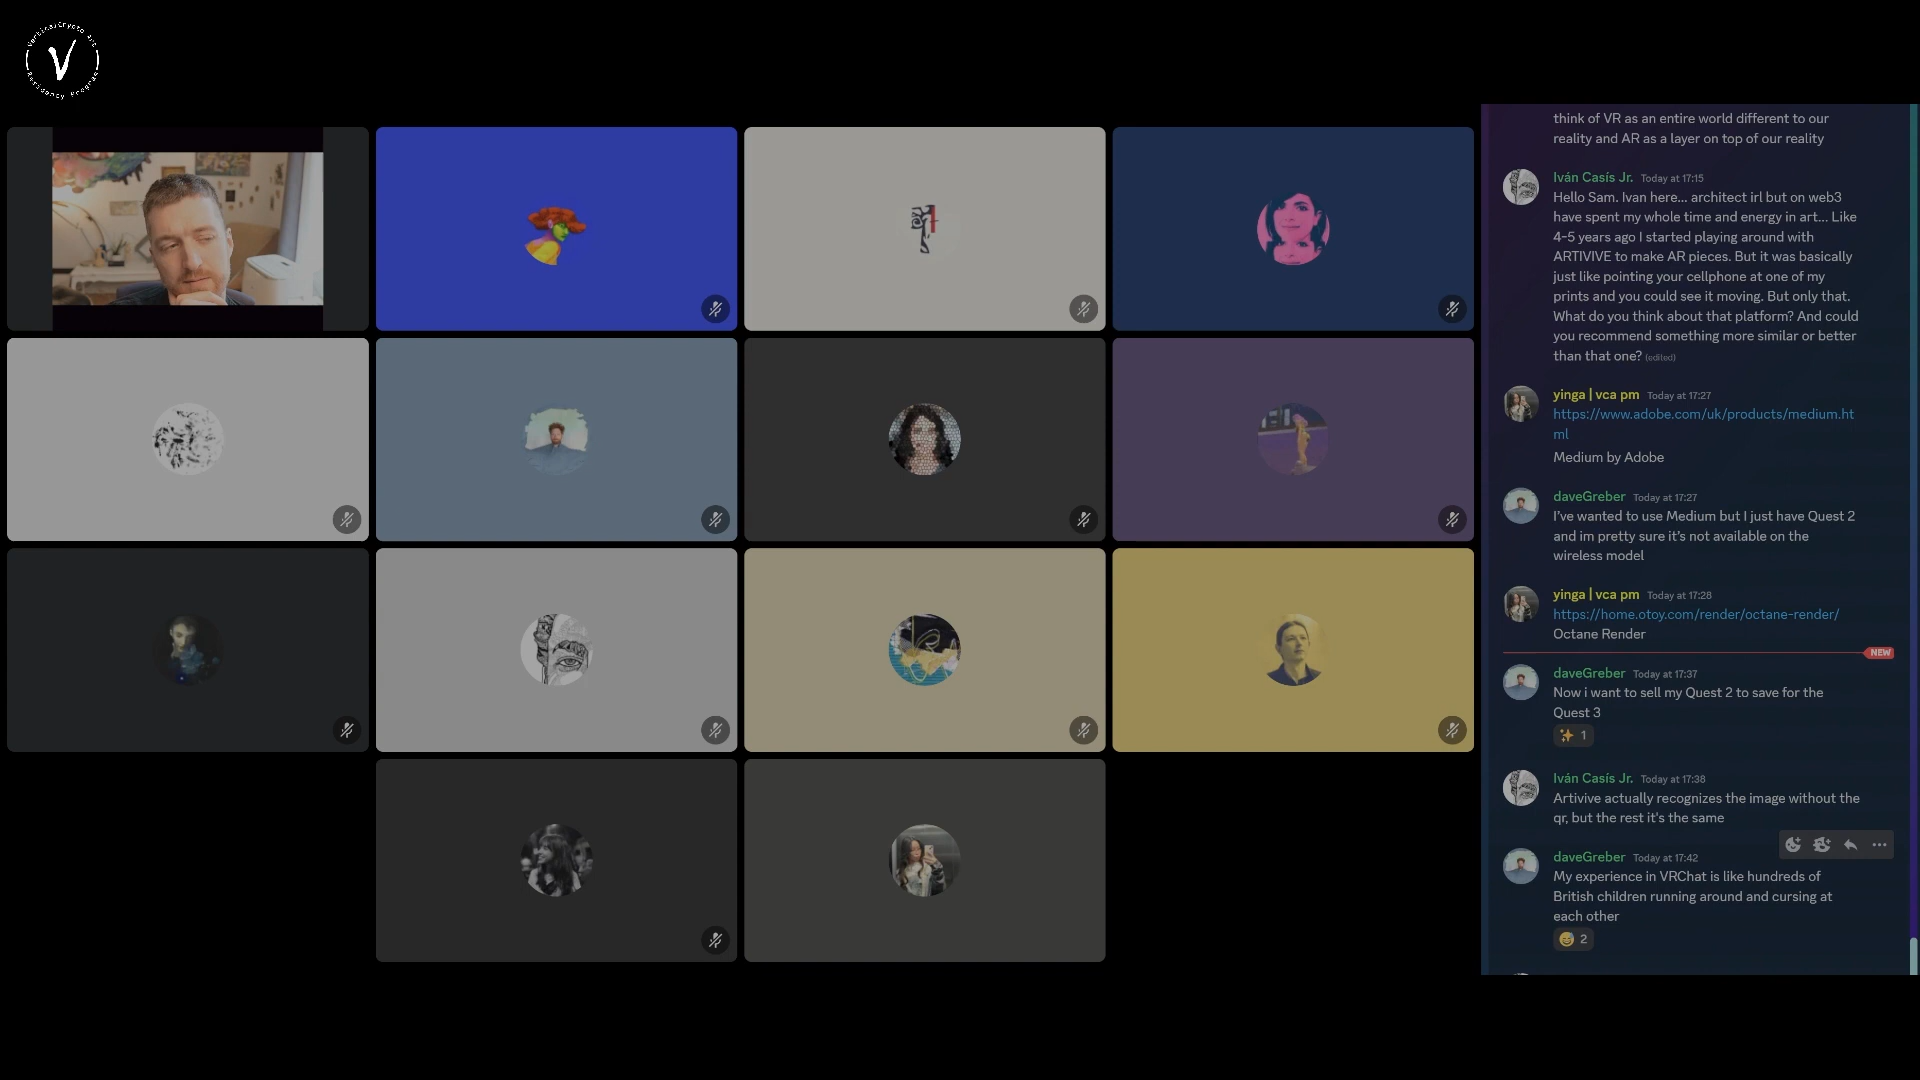 Vertical Crypto Art
V
Residency Program
think of VR as an entire world different to our
reality and AR as a layer on top of our reality
Iván Casís Jr. Today at 17:15
Hello Sam. Ivan here... architect irl but on web3
have spent my whole time and energy in art... Like
4-5 years ago I started playing around with
ARTIVIVE to make AR pieces. But it was basically
just like pointing your cellphone at one of my
prints and you could see it moving. But only that.
What do you think about that platform? And could
you recommend something more similar or better
than that one? (edited)
yinga | vca pm Today at 17:27
https://www.adobe.com/uk/products/medium.ht
ml
Medium by Adobe
daveGreber Today at 17:27
I've wanted to use Medium but I just have Quest 2
and im pretty sure it's not available on the
wireless model
yinga | vca pm Today at 17:28
https://home.otoy.com/render/octane-render/
Octane Render
NEW
daveGreber Today at 17:37
Now i want to sell my Quest 2 to save for the
Quest 3
1
Iván Casís Jr. Today at 17:38
Artivive actually recognizes the image without the
qr, but the rest it's the same
daveGreber Today at 17:42
My experience in VRChat is like hundreds of
British children running around and cursing at
each other
2